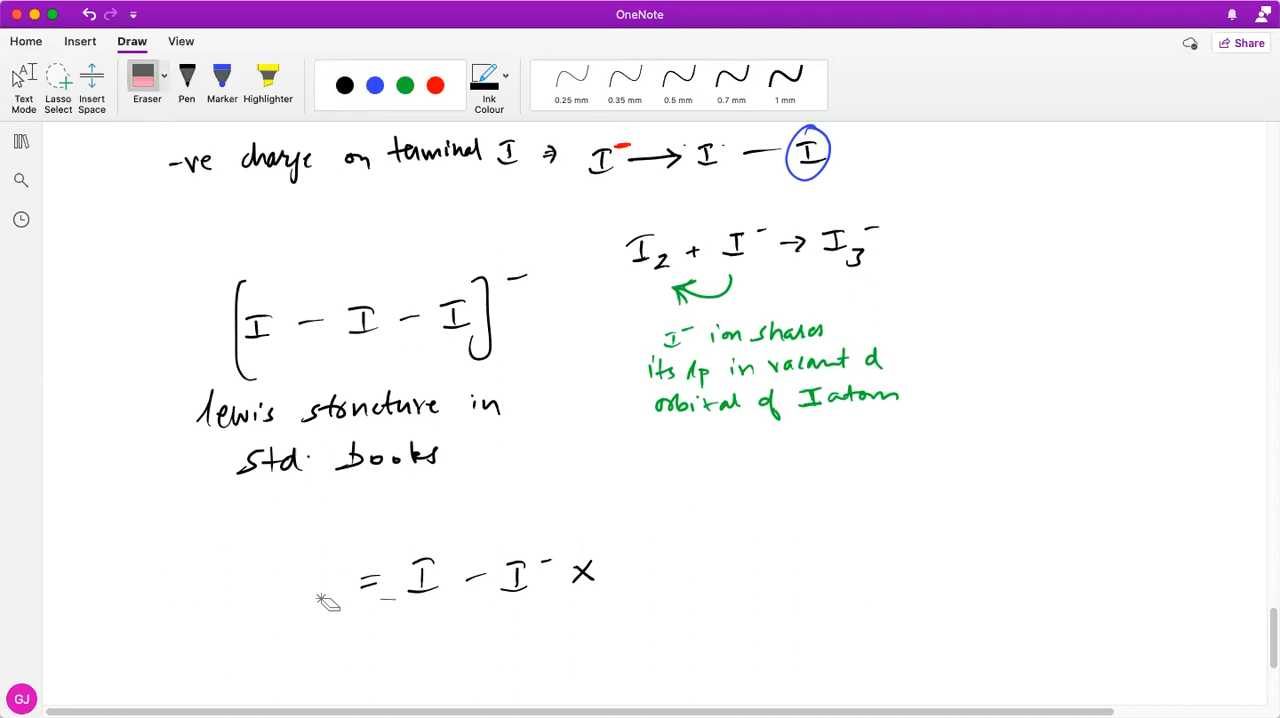 OneNote
Home Insert Draw View
Share
Text Mode
Lasso Select
Insert Space
Eraser
Pen
Marker
Highlighter
Ink Colour
0.25 mm 0.35 mm 0.5 mm 0.7 mm 1 mm
-ve charge on terminal I ⇒ I⁻ → I — I
I₂ + I⁻ → I₃⁻
[I - I - I]⁻
I⁻ ion shares
its lp in vacant d
orbital of I atom
lewis structure in
std. books
= I - I⁻ ×
GJ